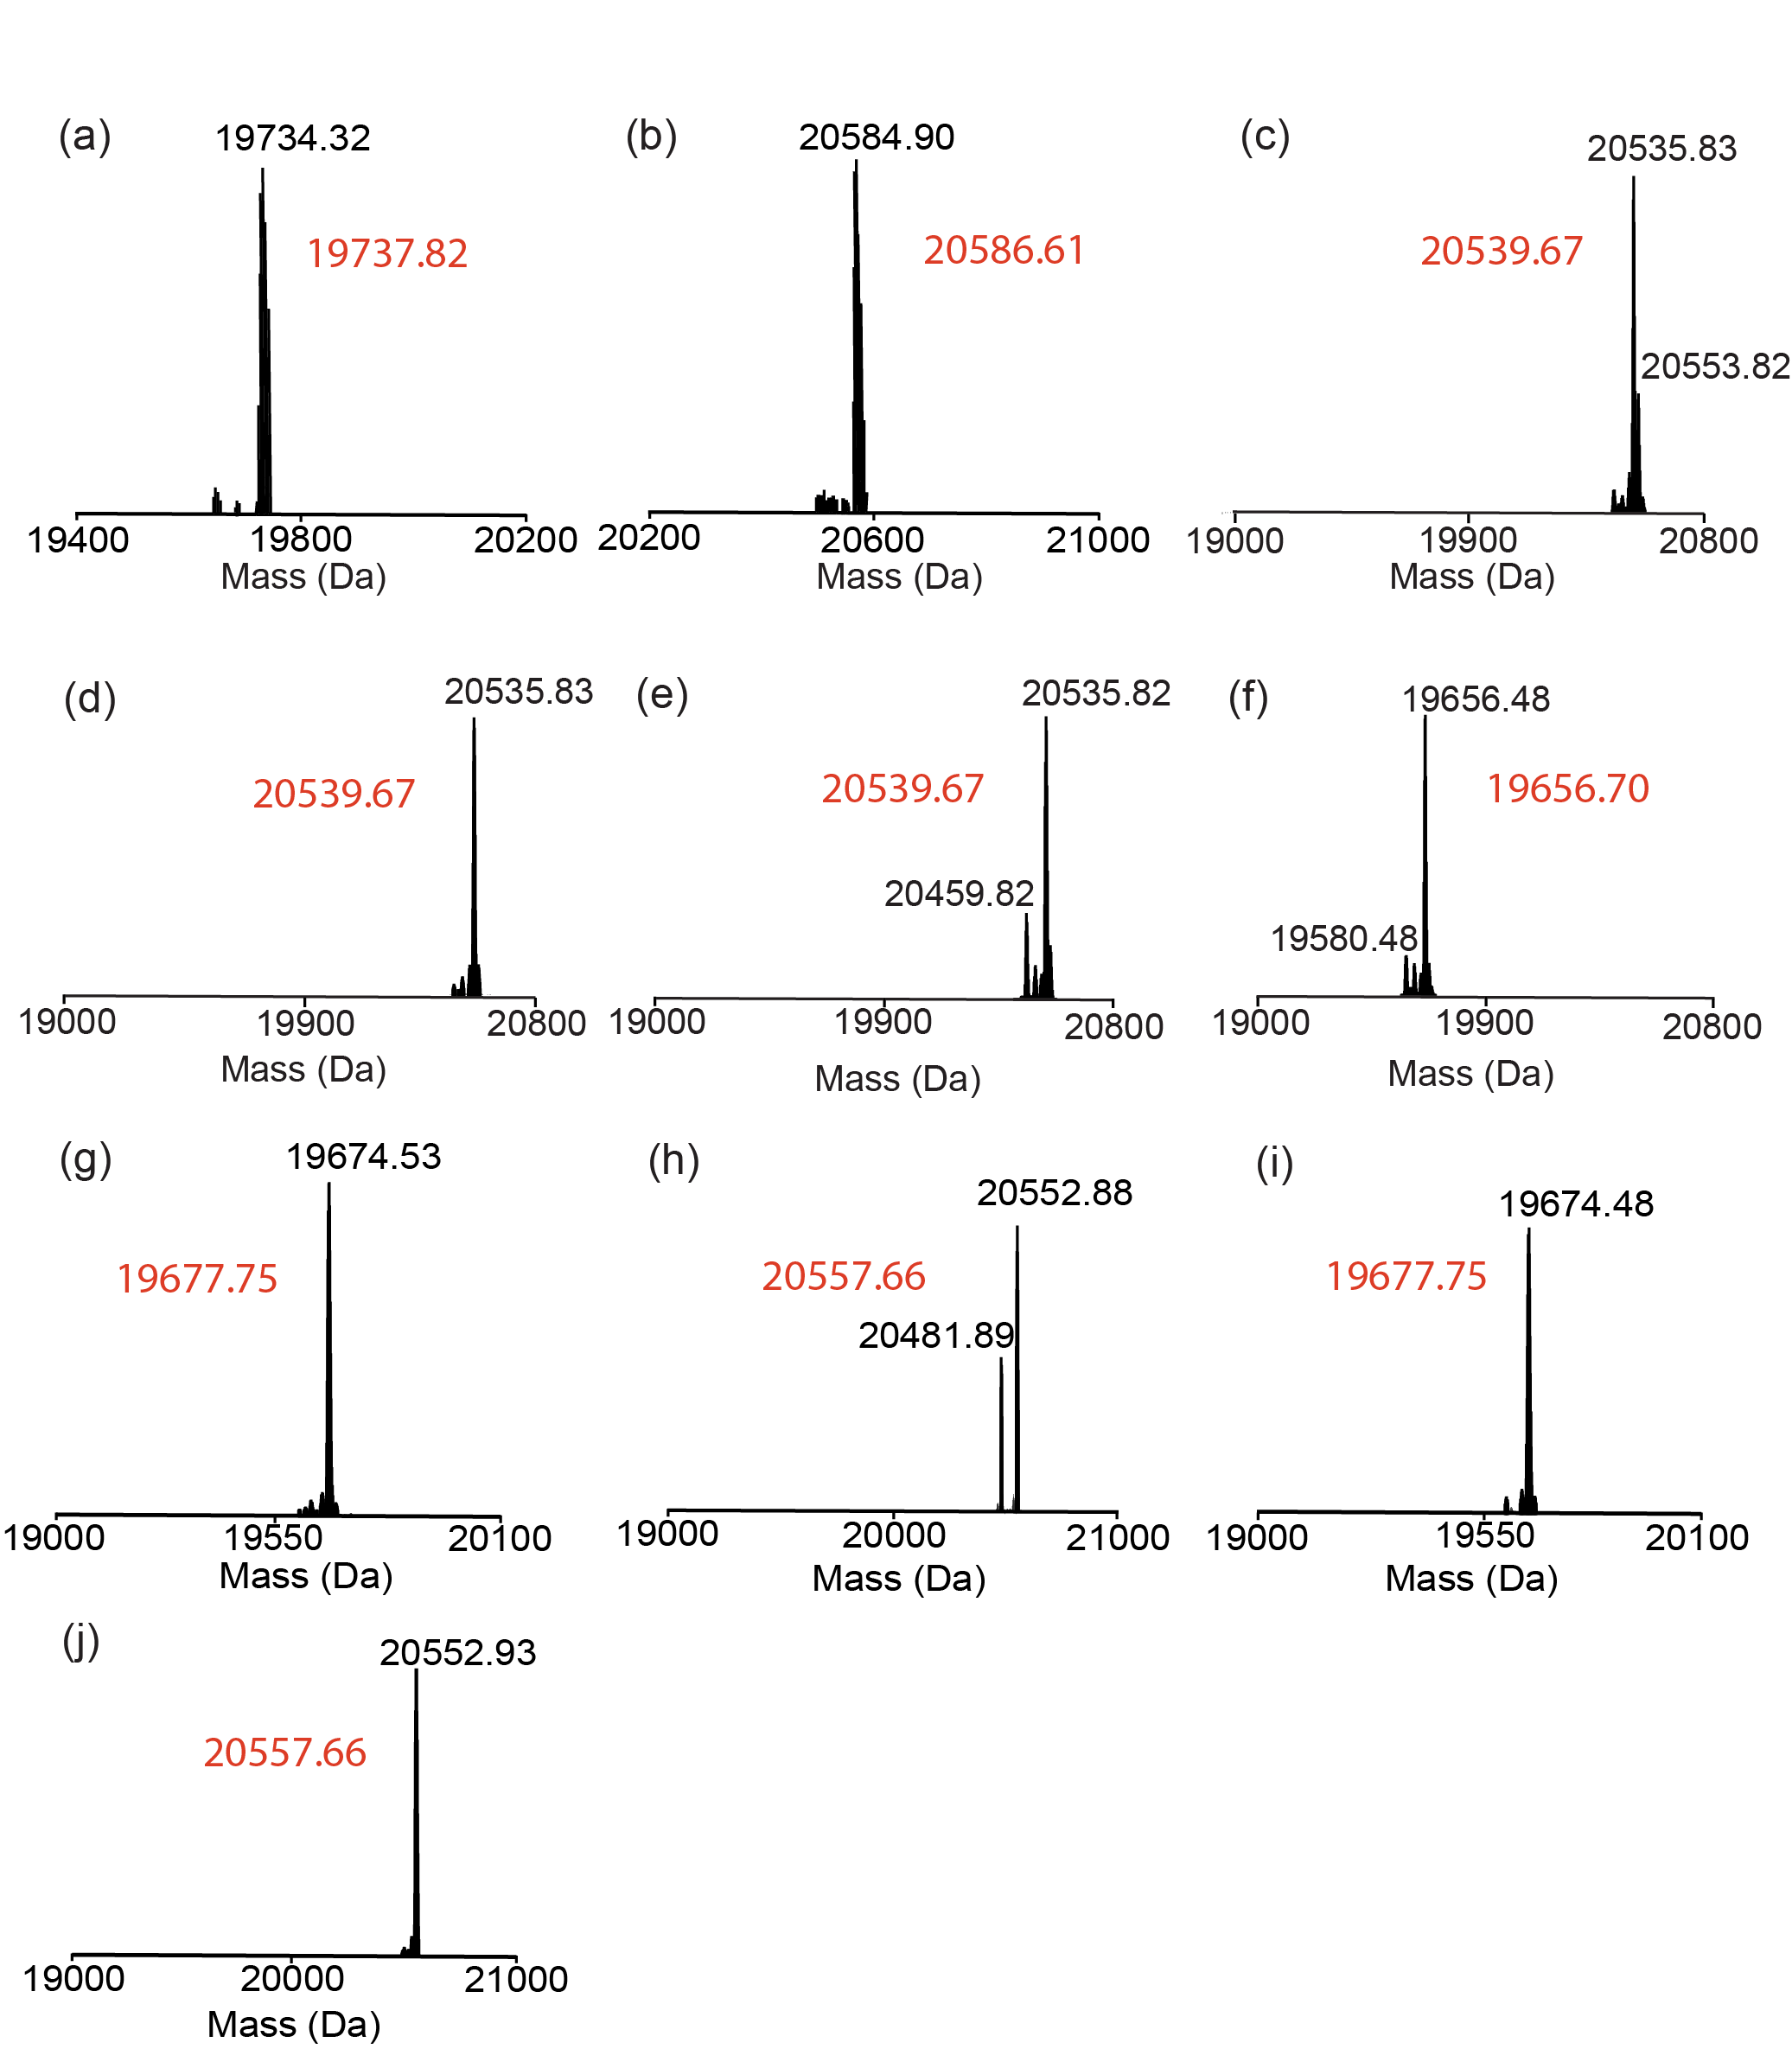 (a)
19734.32
19737.82
19400 19800 20200
Mass (Da)
(b)
20584.90
20586.61
20200 20600 21000
Mass (Da)
(c)
20535.83
20539.67
20553.82
19000 19900 20800
Mass (Da)
(d)
20535.83
20539.67
19000 19900 20800
Mass (Da)
(e)
20535.82
20539.67
20459.82
19000 19900 20800
Mass (Da)
(f)
19656.48
19656.70
19580.48
19000 19900 20800
Mass (Da)
(g)
19674.53
19677.75
19000 19550 20100
Mass (Da)
(h)
20552.88
20557.66
20481.89
19000 20000 21000
Mass (Da)
(i)
19674.48
19677.75
19000 19550 20100
Mass (Da)
(j)
20552.93
20557.66
19000 20000 21000
Mass (Da)